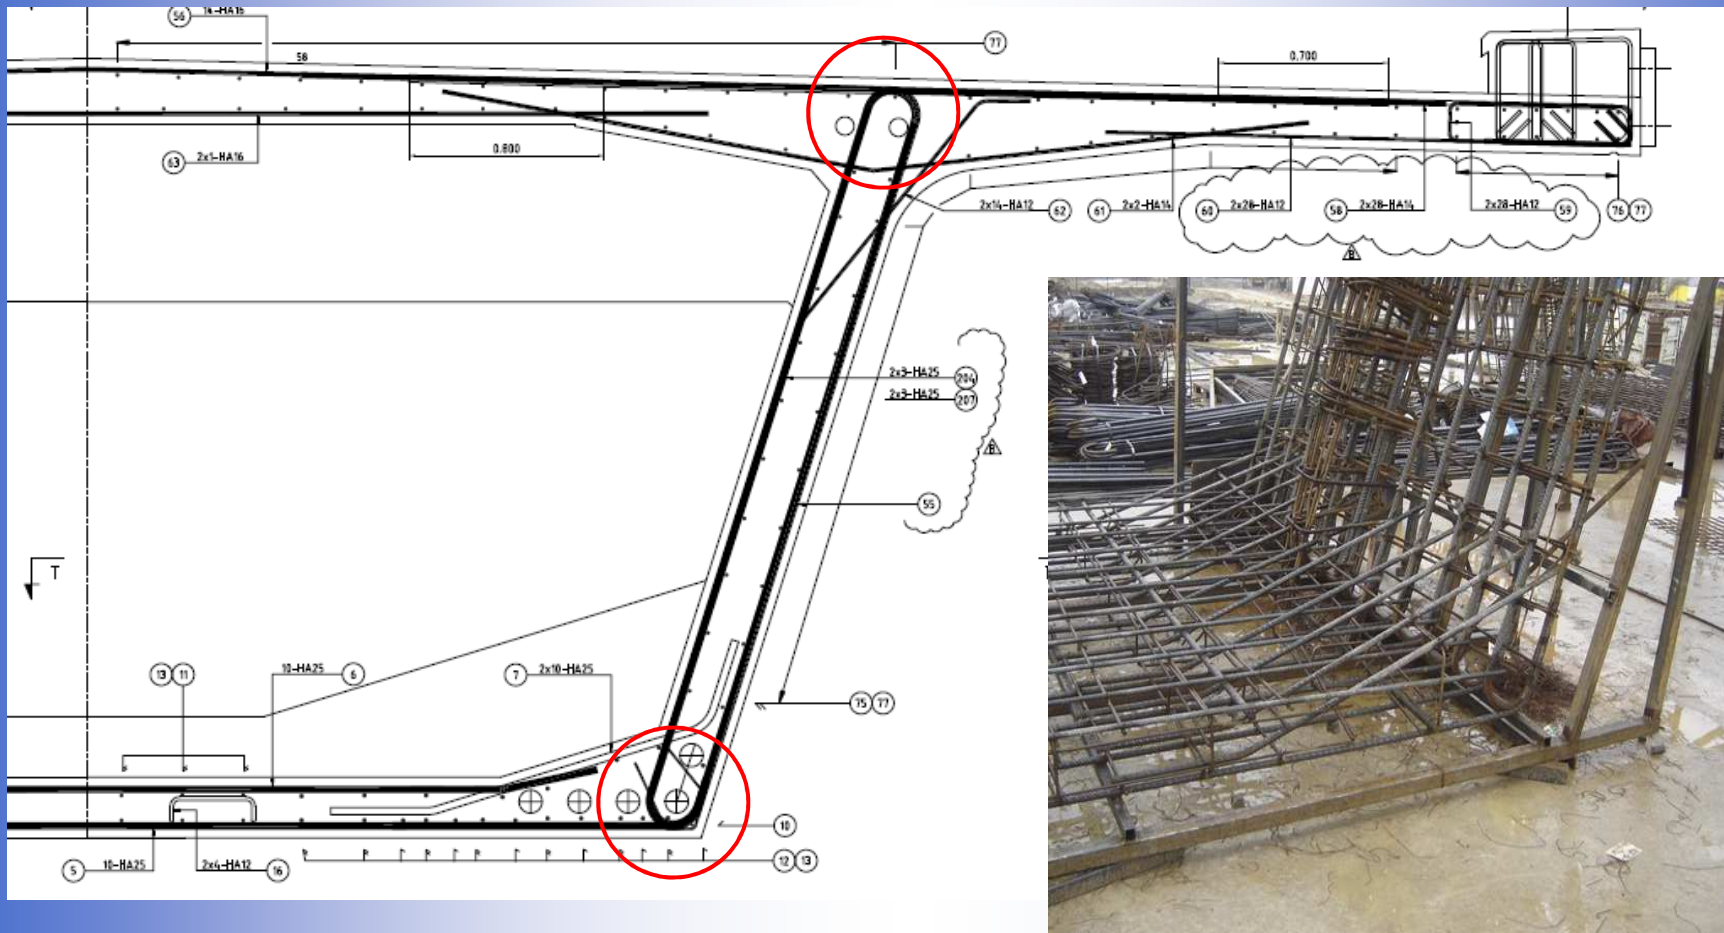 56 14-HA16
77
58
0.700
0.800
63 2x1-HA16
2x14-HA12 62
61 2x2-HA14
60 2x28-HA12
58 2x28-HA14
2x28-HA12 59
76 77
B
2x3-HA25 204
2x3-HA25 207
B
55
T
13 11
10-HA25 6
7 2x10-HA25
75 77
10
5 10-HA25
2x4-HA12 16
12 13